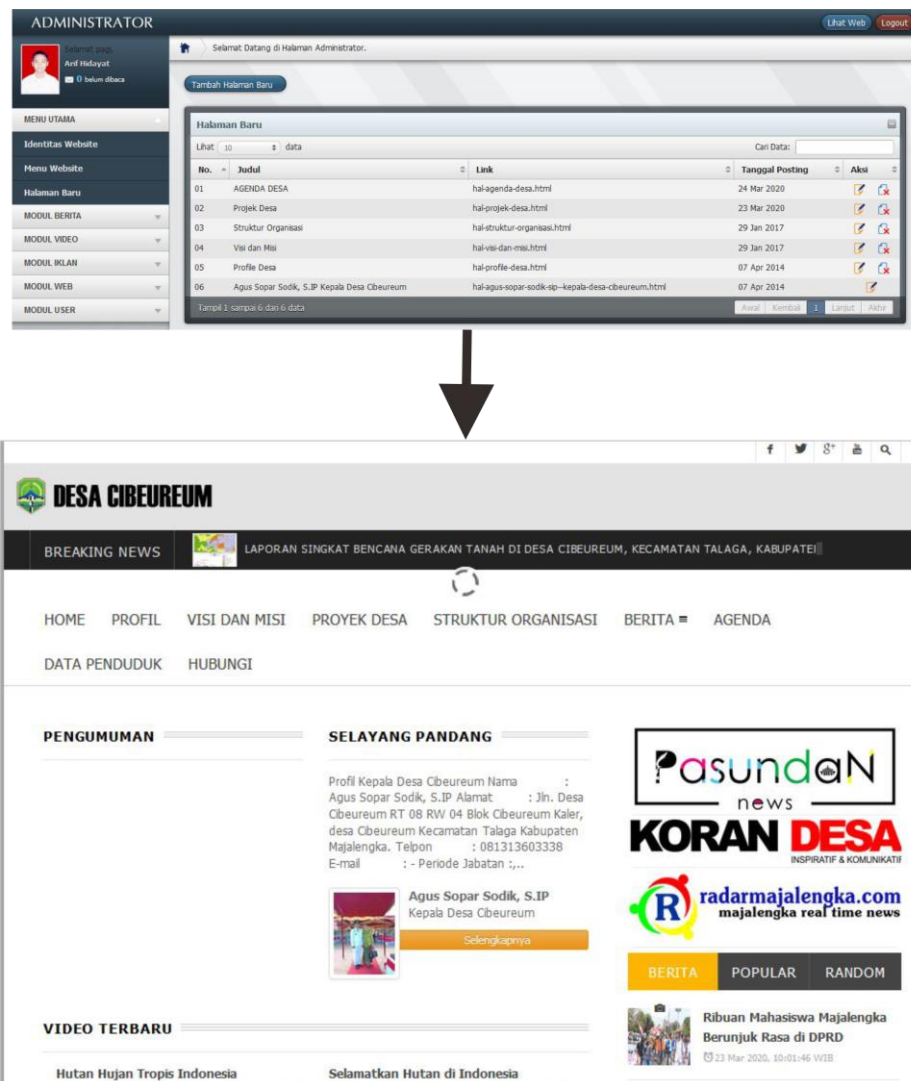 ADMINISTRATOR
Lihat Web Logout
Selamat pagi,
Arif Hidayat
0 belum dibaca
Selamat Datang di Halaman Administrator.
Tambah Halaman Baru
MENU UTAMA
Identitas Website
Menu Website
Halaman Baru
MODUL BERITA
MODUL VIDEO
MODUL IKLAN
MODUL WEB
MODUL USER
Halaman Baru
Lihat 10 data Cari Data:
No. Judul Link Tanggal Posting Aksi
01 AGENDA DESA hal-agenda-desa.html 24 Mar 2020
02 Projek Desa hal-projek-desa.html 23 Mar 2020
03 Struktur Organisasi hal-struktur-organisasi.html 29 Jan 2017
04 Visi dan Misi hal-visi-dan-misi.html 29 Jan 2017
05 Profile Desa hal-profile-desa.html 07 Apr 2014
06 Agus Sopar Sodik, S.IP Kepala Desa Cibeureum hal-agus-sopar-sodik-sip--kepala-desa-cibeureum.html 07 Apr 2014
Tampil 1 sampai 6 dari 6 data Awal Kembali 1 Lanjut Akhir
DESA CIBEUREUM
BREAKING NEWS LAPORAN SINGKAT BENCANA GERAKAN TANAH DI DESA CIBEUREUM, KECAMATAN TALAGA, KABUPATE
HOME PROFIL VISI DAN MISI PROYEK DESA STRUKTUR ORGANISASI BERITA AGENDA
DATA PENDUDUK HUBUNGI
PENGUMUMAN
SELAYANG PANDANG
Profil Kepala Desa Cibeureum Nama :
Agus Sopar Sodik, S.IP Alamat : Jln. Desa
Cibeureum RT 08 RW 04 Blok Cibeureum Kaler,
desa Cibeureum Kecamatan Talaga Kabupaten
Majalengka. Telpon : 081313603338
E-mail : - Periode Jabatan :,...
Agus Sopar Sodik, S.IP
Kepala Desa Cibeureum
Selengkapnya
PasundaN
news
KORAN DESA
INSPIRATIF & KOMUNIKATIF
R radarmajalengka.com
majalengka real time news
BERITA POPULAR RANDOM
Ribuan Mahasiswa Majalengka
Berunjuk Rasa di DPRD
23 Mar 2020, 10:01:46 WIB
VIDEO TERBARU
Hutan Hujan Tropis Indonesia
Selamatkan Hutan di Indonesia